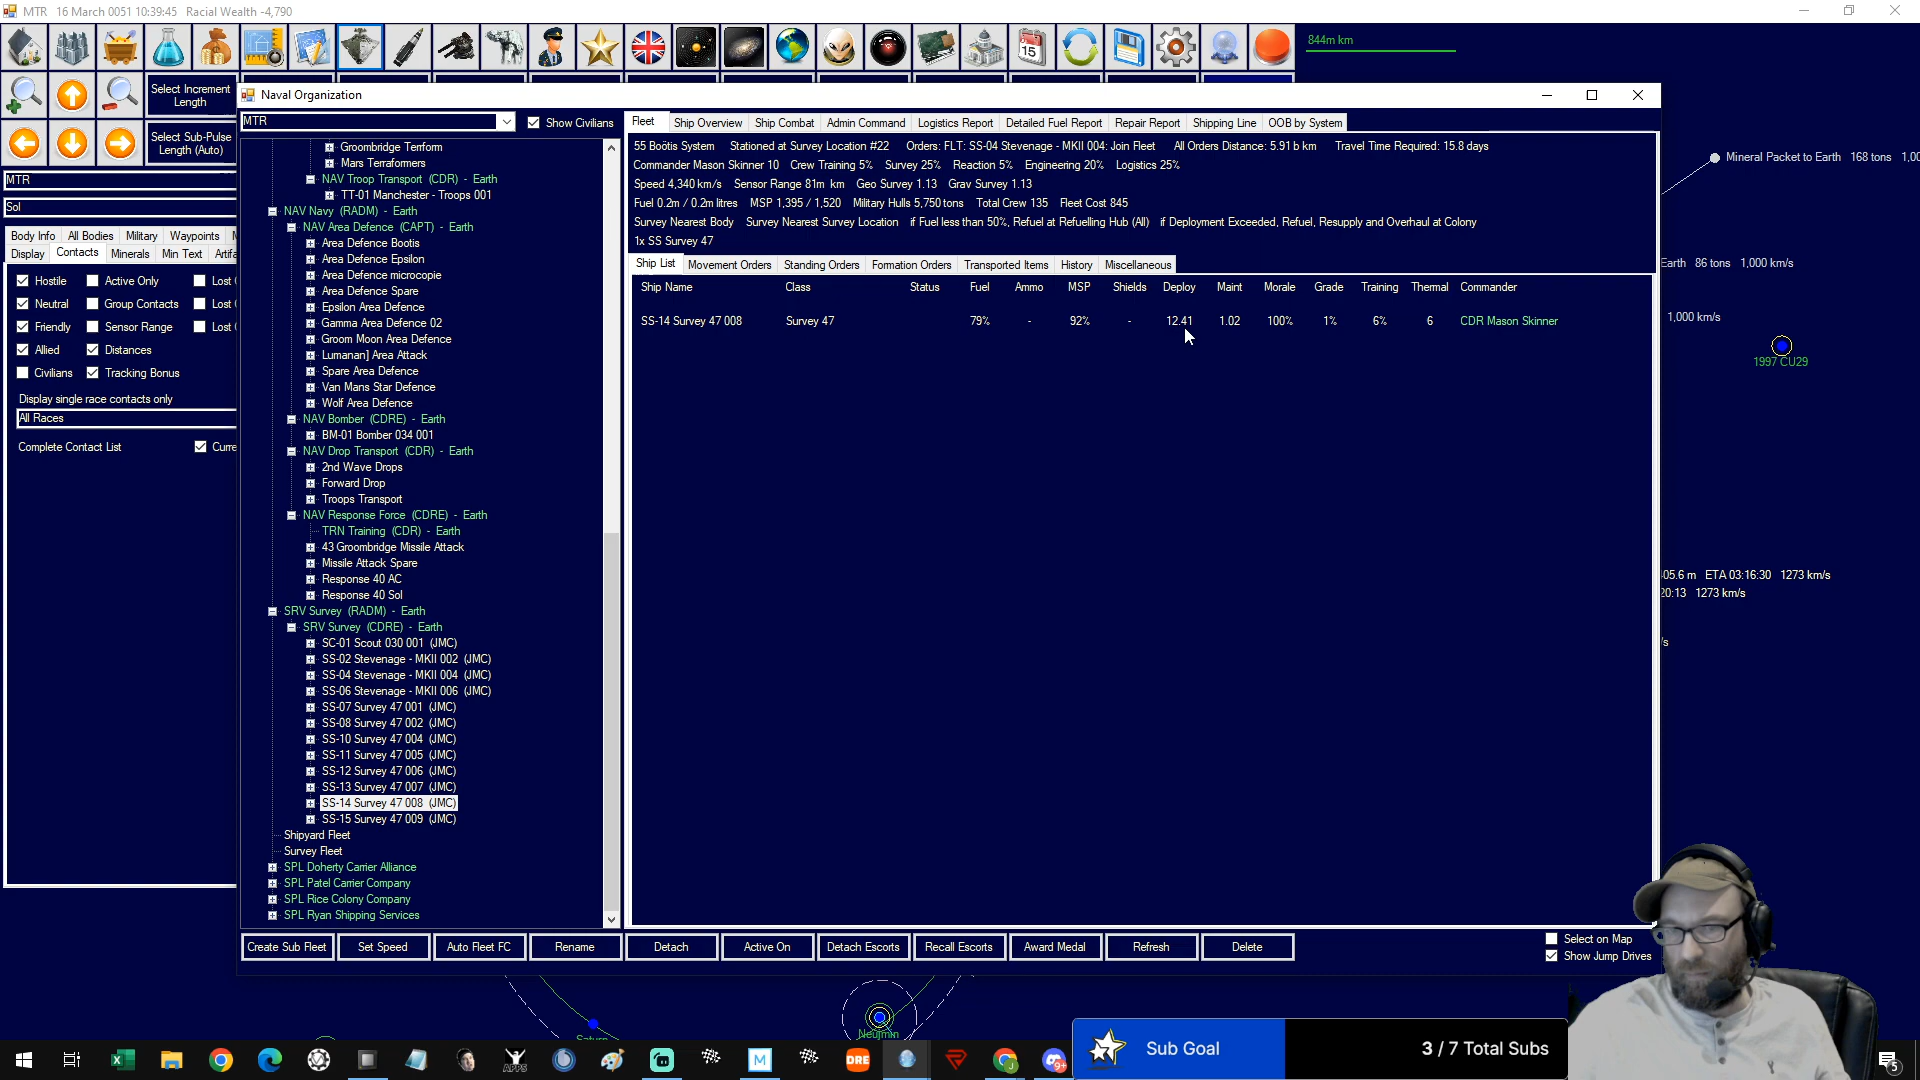 MTR   16 March 0051 10:39:45   Racial Wealth -4,790
844m km
Select Increment Length
Select Sub-Pulse Length (Auto)
Naval Organization
MTR
Show Civilians
MTR
Sol
Body Info   All Bodies   Military   Waypoints
Display   Contacts   Minerals   Min Text
Hostile   Active Only   Lost
Neutral   Group Contacts   Lost
Friendly   Sensor Range   Lost
Allied   Distances
Civilians   Tracking Bonus
Display single race contacts only
All Races
Complete Contact List
Groombridge Terrform
Mars Terraformers
NAV Troop Transport (CDR) - Earth
TT-01 Manchester - Troops 001
NAV Navy (RADM) - Earth
NAV Area Defence (CAPT) - Earth
Area Defence Bootis
Area Defence Epsilon
Area Defence microcopie
Area Defence Spare
Epsilon Area Defence
Gamma Area Defence 02
Groom Moon Area Defence
Lumanan] Area Attack
Spare Area Defence
Van Mans Star Defence
Wolf Area Defence
NAV Bomber (CDRE) - Earth
BM-01 Bomber 034 001
NAV Drop Transport (CDR) - Earth
2nd Wave Drops
Forward Drop
Troops Transport
NAV Response Force (CDRE) - Earth
TRN Training (CDR) - Earth
43 Groombridge Missile Attack
Missile Attack Spare
Response 40 AC
Response 40 Sol
SRV Survey (RADM) - Earth
SRV Survey (CDRE) - Earth
SC-01 Scout 030 001 (JMC)
SS-02 Stevenage - MKII 002 (JMC)
SS-04 Stevenage - MKII 004 (JMC)
SS-06 Stevenage - MKII 006 (JMC)
SS-07 Survey 47 001 (JMC)
SS-08 Survey 47 002 (JMC)
SS-10 Survey 47 004 (JMC)
SS-11 Survey 47 005 (JMC)
SS-12 Survey 47 006 (JMC)
SS-13 Survey 47 007 (JMC)
SS-14 Survey 47 008 (JMC)
SS-15 Survey 47 009 (JMC)
Shipyard Fleet
Survey Fleet
SPL Doherty Carrier Alliance
SPL Patel Carrier Company
SPL Rice Colony Company
SPL Ryan Shipping Services
Fleet   Ship Overview   Ship Combat   Admin Command   Logistics Report   Detailed Fuel Report   Repair Report   Shipping Line   OOB by System
55 Boötis System   Stationed at Survey Location #22   Orders: FLT: SS-04 Stevenage - MKII 004: Join Fleet   All Orders Distance: 5.91 b km   Travel Time Required: 15.8 days
Commander Mason Skinner 10   Crew Training 5%   Survey 25%   Reaction 5%   Engineering 20%   Logistics 25%
Speed 4,340 km/s   Sensor Range 81m km   Geo Survey 1.13   Grav Survey 1.13
Fuel 0.2m / 0.2m litres   MSP 1,395 / 1,520   Military Hulls 5,750 tons   Total Crew 135   Fleet Cost 845
Survey Nearest Body   Survey Nearest Survey Location   if Fuel less than 50%, Refuel at Refuelling Hub (All)   if Deployment Exceeded, Refuel, Resupply and Overhaul at Colony
1x SS Survey 47
Ship List   Movement Orders   Standing Orders   Formation Orders   Transported Items   History   Miscellaneous
Ship Name   Class   Status   Fuel   Ammo   MSP   Shields   Deploy   Maint   Morale   Grade   Training   Thermal   Commander
SS-14 Survey 47 008   Survey 47   79%   -   92%   -   12.41   1.02   100%   1%   6%   6   CDR Mason Skinner
Create Sub Fleet   Set Speed   Auto Fleet FC   Rename   Detach   Active On   Detach Escorts   Recall Escorts   Award Medal   Refresh   Delete
Select on Map
Show Jump Drives
Mineral Packet to Earth   168 tons   1,00
Earth   86 tons   1,000 km/s
1,000 km/s
1997 CU29
05.6 m   ETA 03:16:30   1273 km/s
20:13   1273 km/s
Neujmin
Sub Goal   3 / 7 Total Subs